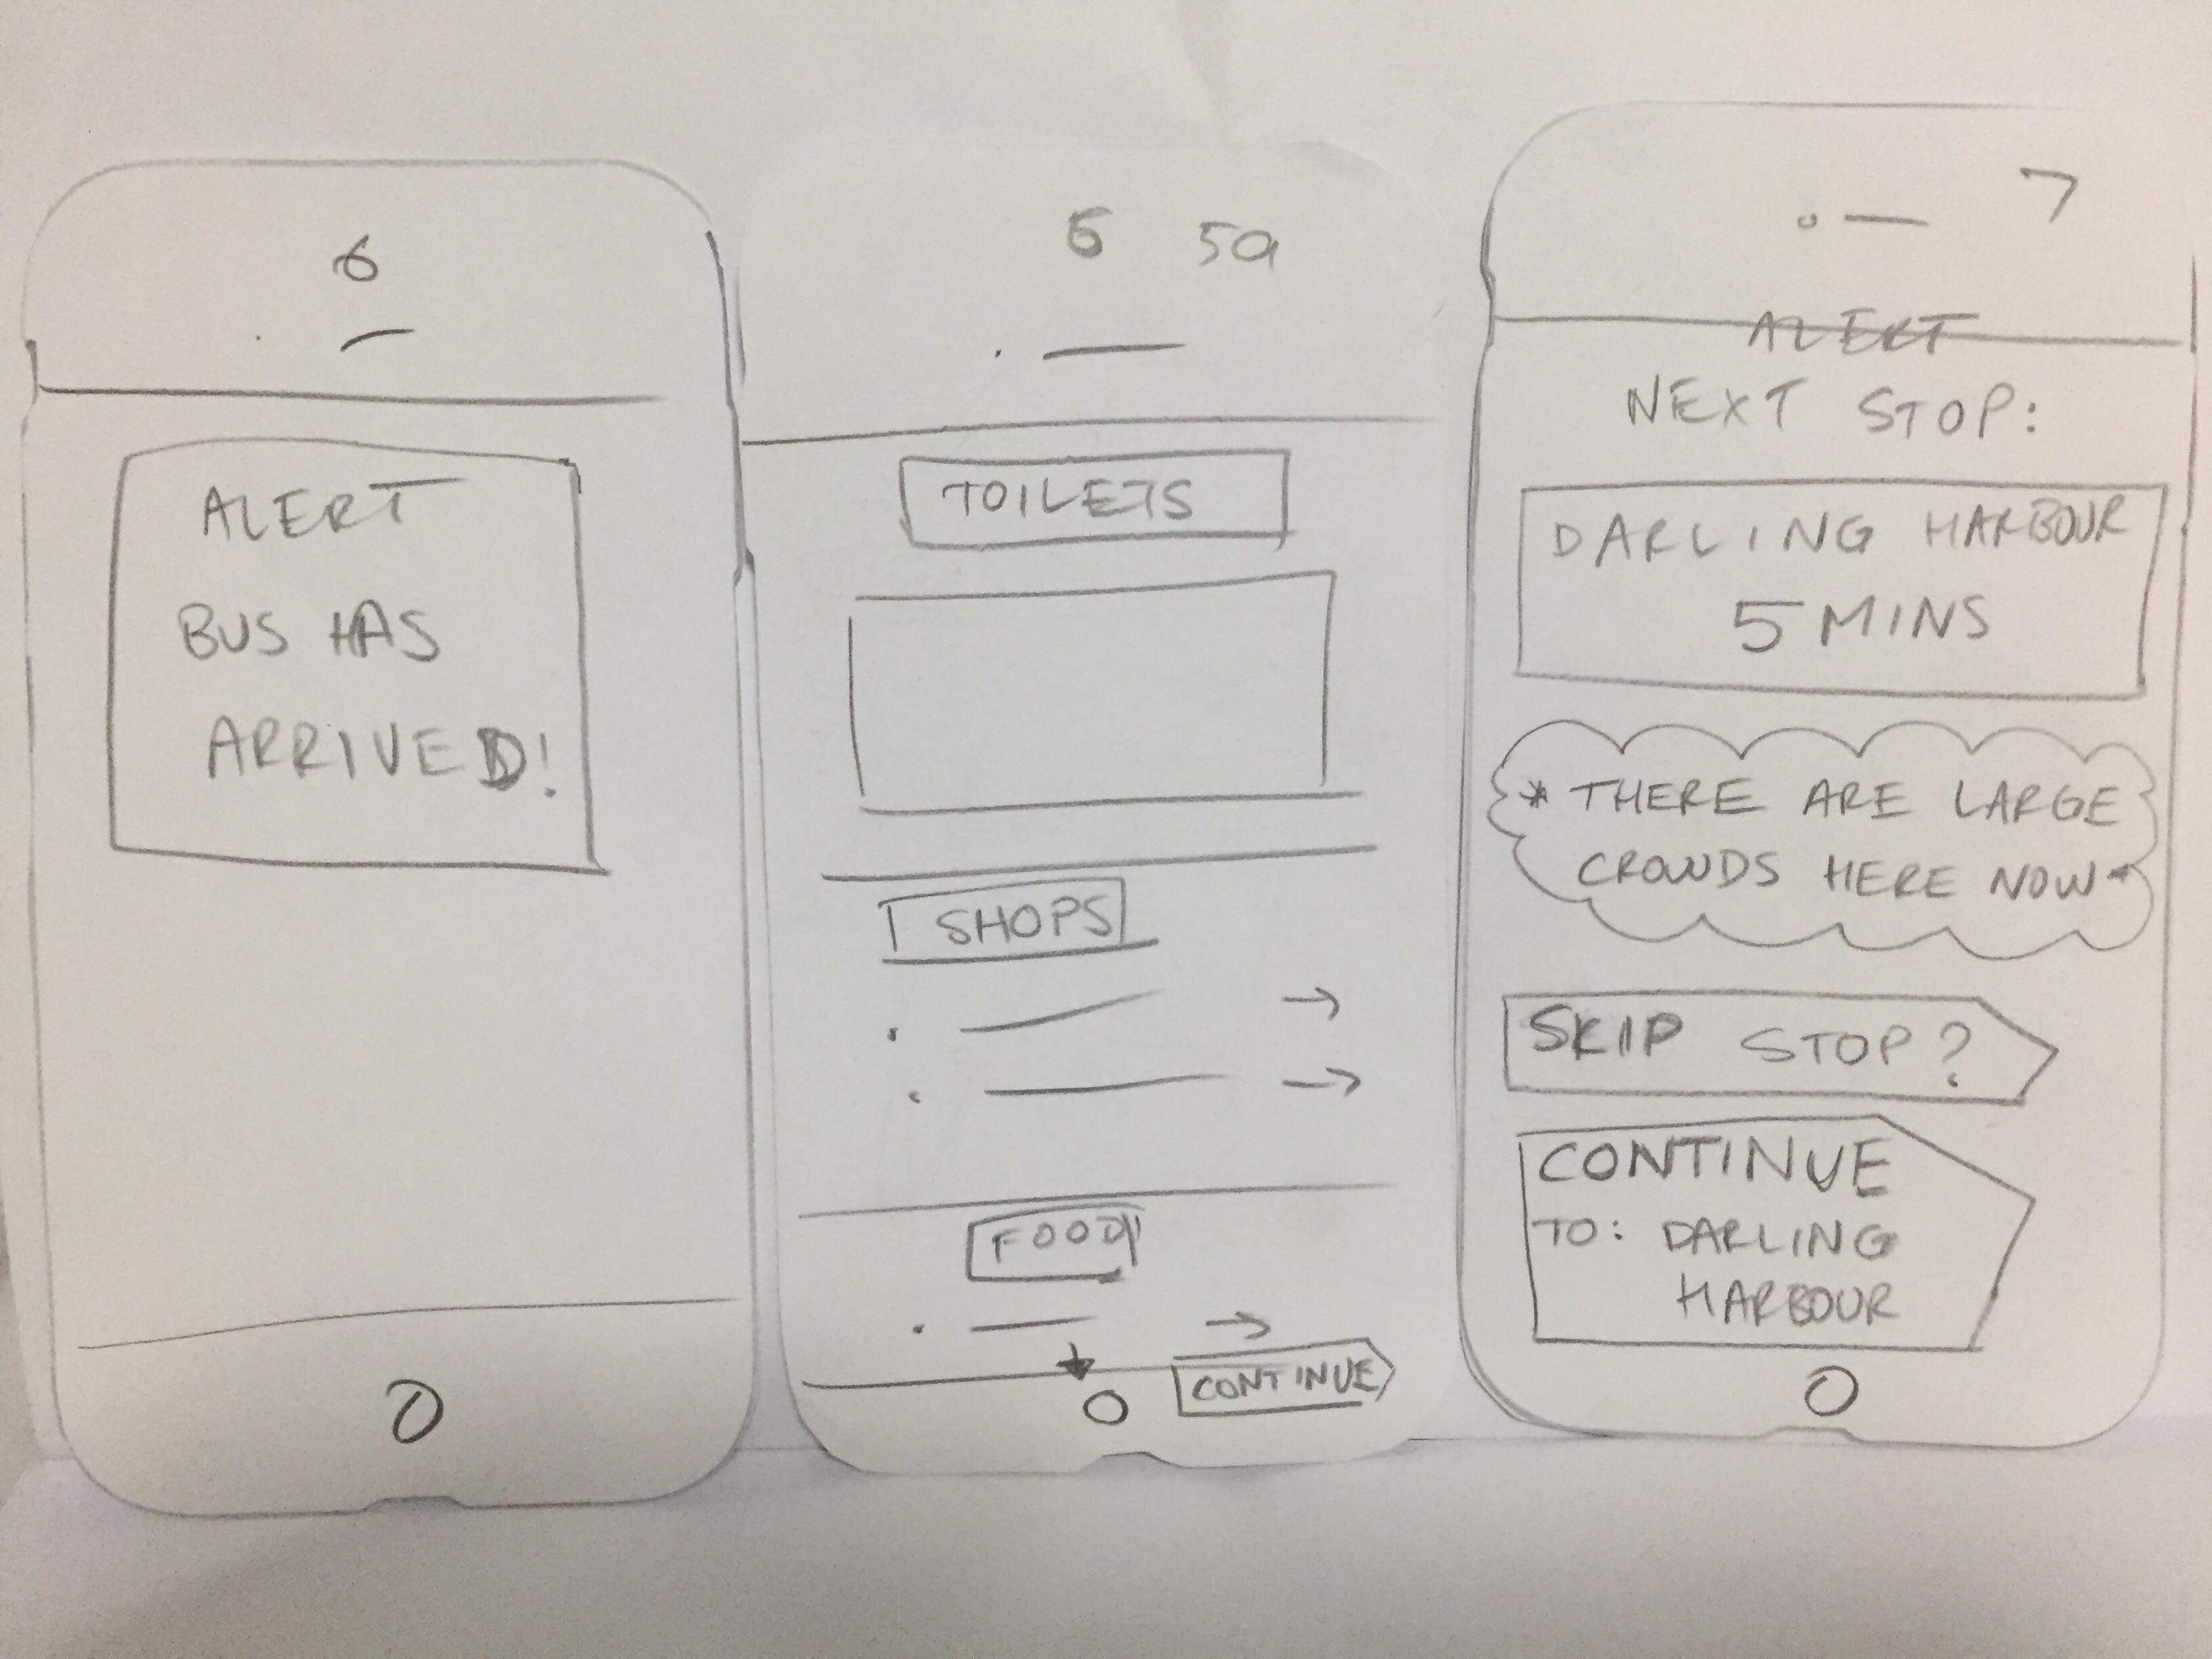 6
ALERT
BUS HAS
ARRIVED!
5a
TOILETS
SHOPS
FOOD
CONTINUE
7
ALERT
NEXT STOP:
DARLING HARBOUR
5 MINS
* THERE ARE LARGE
CROWDS HERE NOW *
SKIP STOP?
CONTINUE
TO: DARLING
HARBOUR